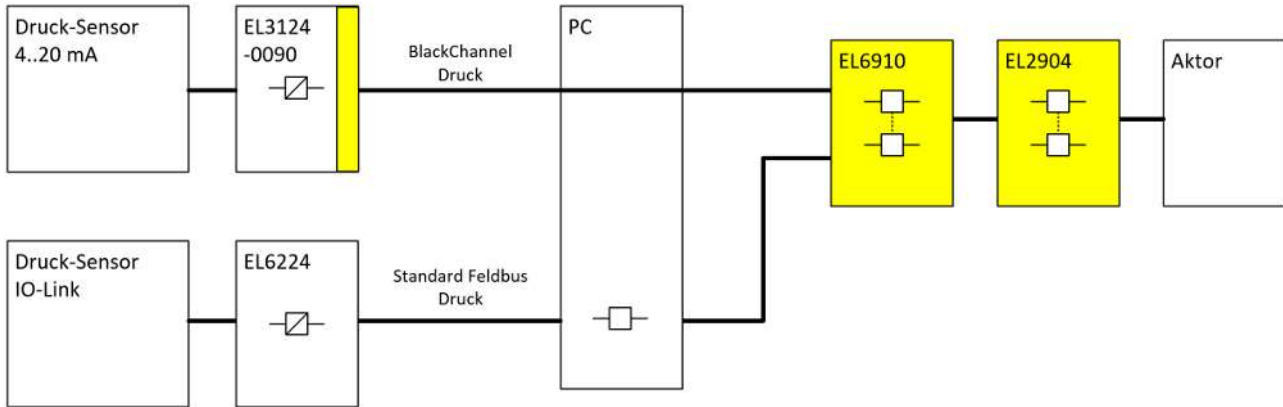 Druck-Sensor
4..20 mA
EL3124
-0090
BlackChannel
Druck
PC
EL6910
EL2904
Aktor
Druck-Sensor
IO-Link
EL6224
Standard Feldbus
Druck